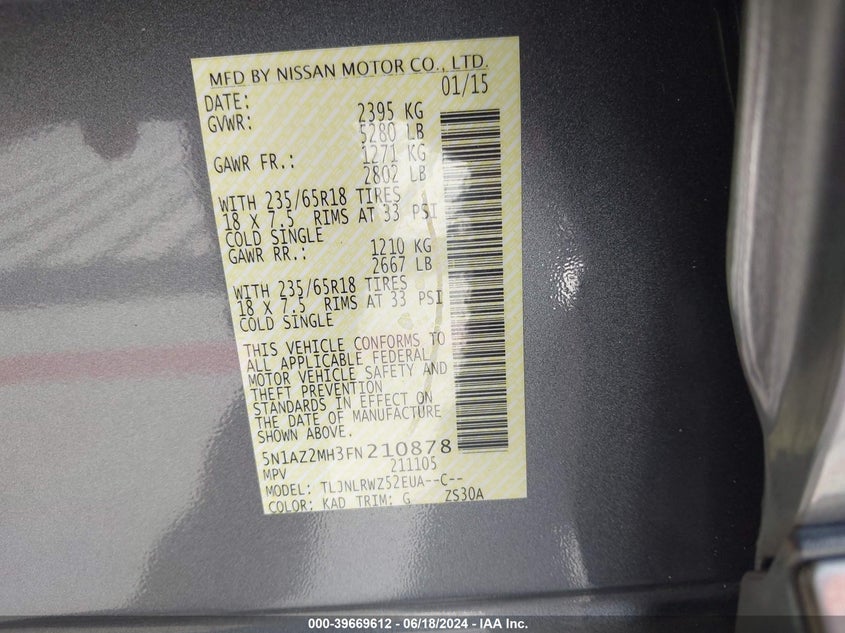 MFD BY NISSAN MOTOR CO., LTD.
DATE: 01/15
GVWR: 2395 KG
5280 LB
GAWR FR.: 1271 KG
2802 LB
WITH 235/65R18 TIRES
18 X 7.5 RIMS AT 33 PSI
COLD SINGLE
GAWR RR.: 1210 KG
2667 LB
WITH 235/65R18 TIRES
18 X 7.5 RIMS AT 33 PSI
COLD SINGLE
THIS VEHICLE CONFORMS TO
ALL APPLICABLE FEDERAL
MOTOR VEHICLE SAFETY AND
THEFT PREVENTION
STANDARDS IN EFFECT ON
THE DATE OF MANUFACTURE
SHOWN ABOVE.
5N1AZ2MH3FN210878
MPV 211105
MODEL: TLJNLRWZ52EUA--C--
COLOR: KAD TRIM: G ZS30A
000-39669612 - 06/18/2024 - IAA Inc.